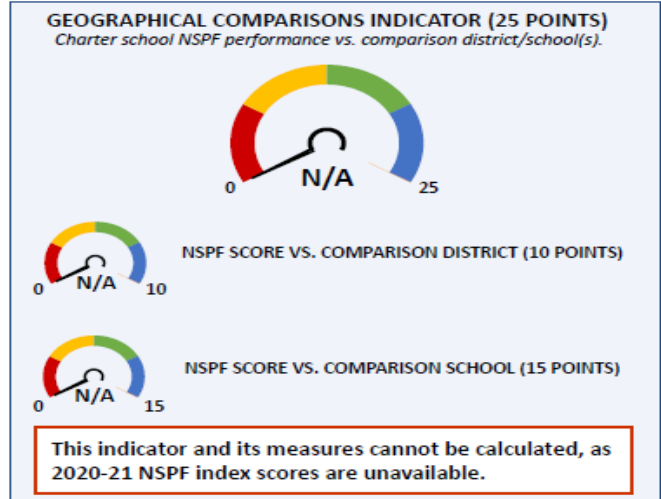 GEOGRAPHICAL COMPARISONS INDICATOR (25 POINTS)
Charter school NSPF performance vs. comparison district/school(s).
N/A
0
25
NSPF SCORE VS. COMPARISON DISTRICT (10 POINTS)
N/A
0
10
NSPF SCORE VS. COMPARISON SCHOOL (15 POINTS)
N/A
0
15
This indicator and its measures cannot be calculated, as
2020-21 NSPF index scores are unavailable.